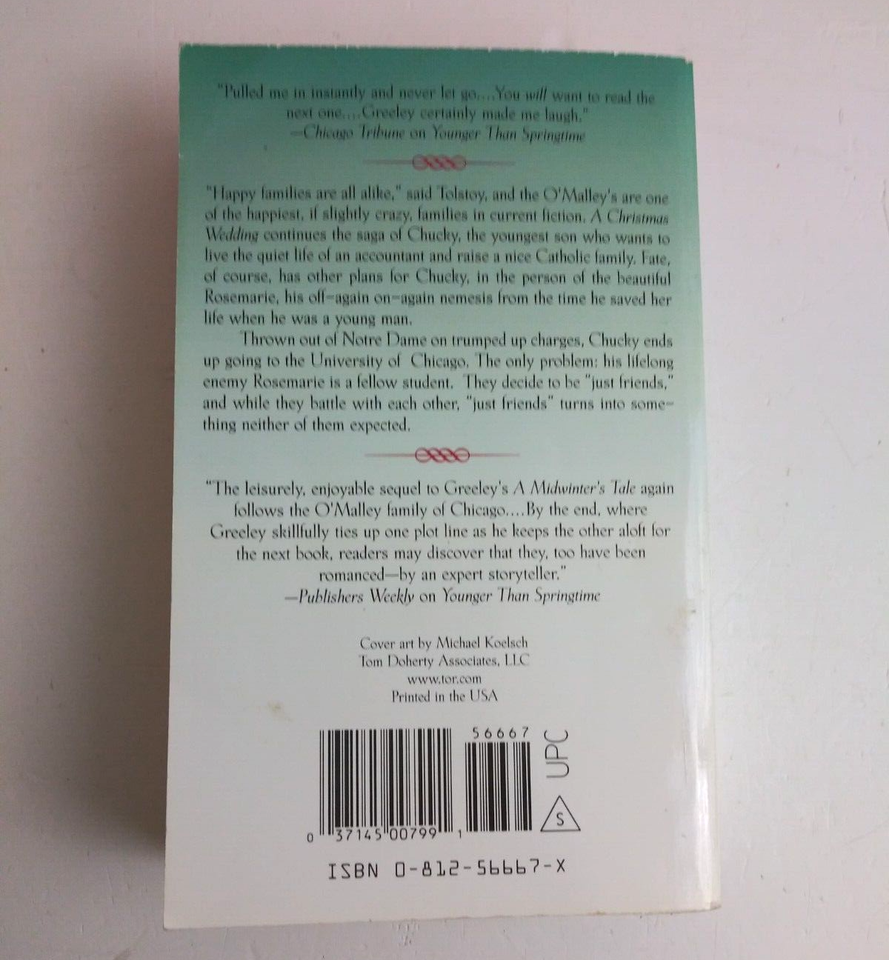 "Pulled me in instantly and never let go....You will want to read the
next one....Greeley certainly made me laugh."
—Chicago Tribune on Younger Than Springtime
"Happy families are all alike," said Tolstoy, and the O'Malley's are one
of the happiest, if slightly crazy, families in current fiction. A Christmas
Wedding continues the saga of Chucky, the youngest son who wants to
live the quiet life of an accountant and raise a nice Catholic family. Fate,
of course, has other plans for Chucky, in the person of the beautiful
Rosemarie, his off-again on-again nemesis from the time he saved her
life when he was a young man.
Thrown out of Notre Dame on trumped up charges, Chucky ends
up going to the University of Chicago. The only problem: his lifelong
enemy Rosemarie is a fellow student. They decide to be "just friends,"
and while they battle with each other, "just friends" turns into some-
thing neither of them expected.
"The leisurely, enjoyable sequel to Greeley's A Midwinter's Tale again
follows the O'Malley family of Chicago....By the end, where
Greeley skillfully ties up one plot line as he keeps the other aloft for
the next book, readers may discover that they, too have been
romanced—by an expert storyteller."
—Publishers Weekly on Younger Than Springtime
Cover art by Michael Koelsch
Tom Doherty Associates, LLC
www.tor.com
Printed in the USA
56667
UPC
S
0 37145 00799 1
ISBN 0-812-56667-X